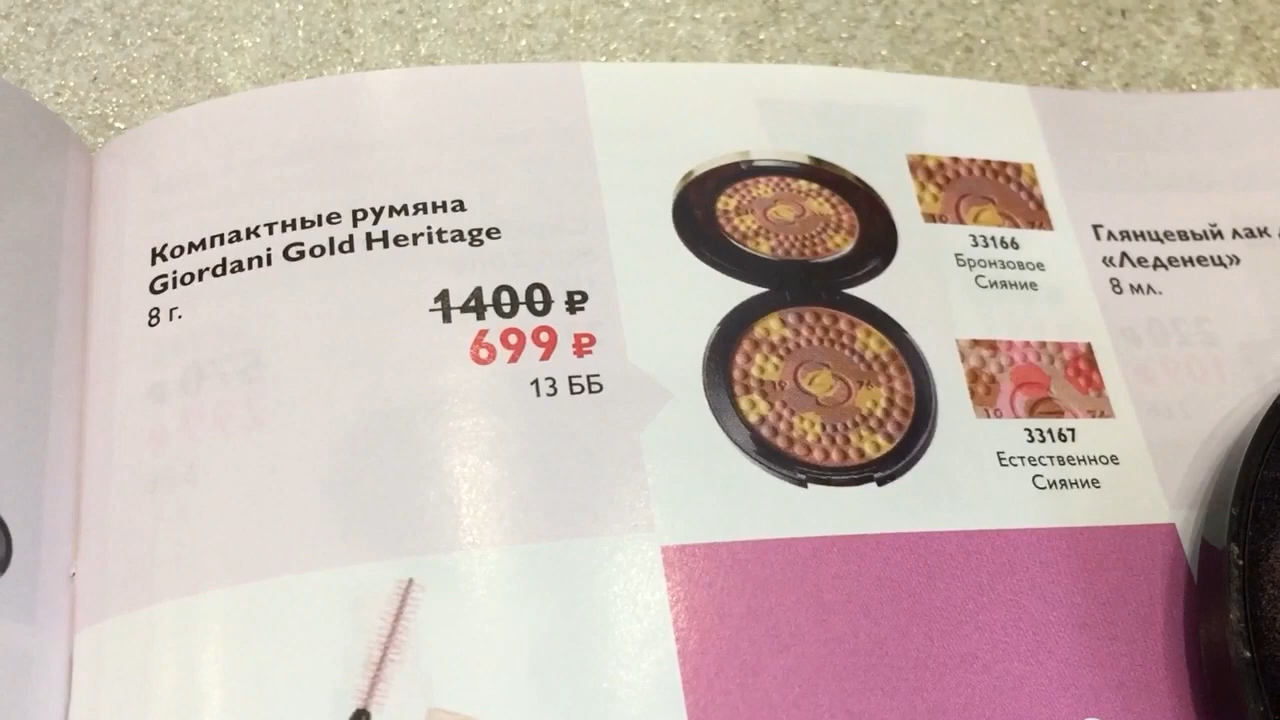 Компактные румяна
Giordani Gold Heritage
8 г.
1400 ₽
699 ₽
13 ББ
33166
Бронзовое
Сияние
33167
Естественное
Сияние
Глянцевый лак
«Леденец»
8 мл.